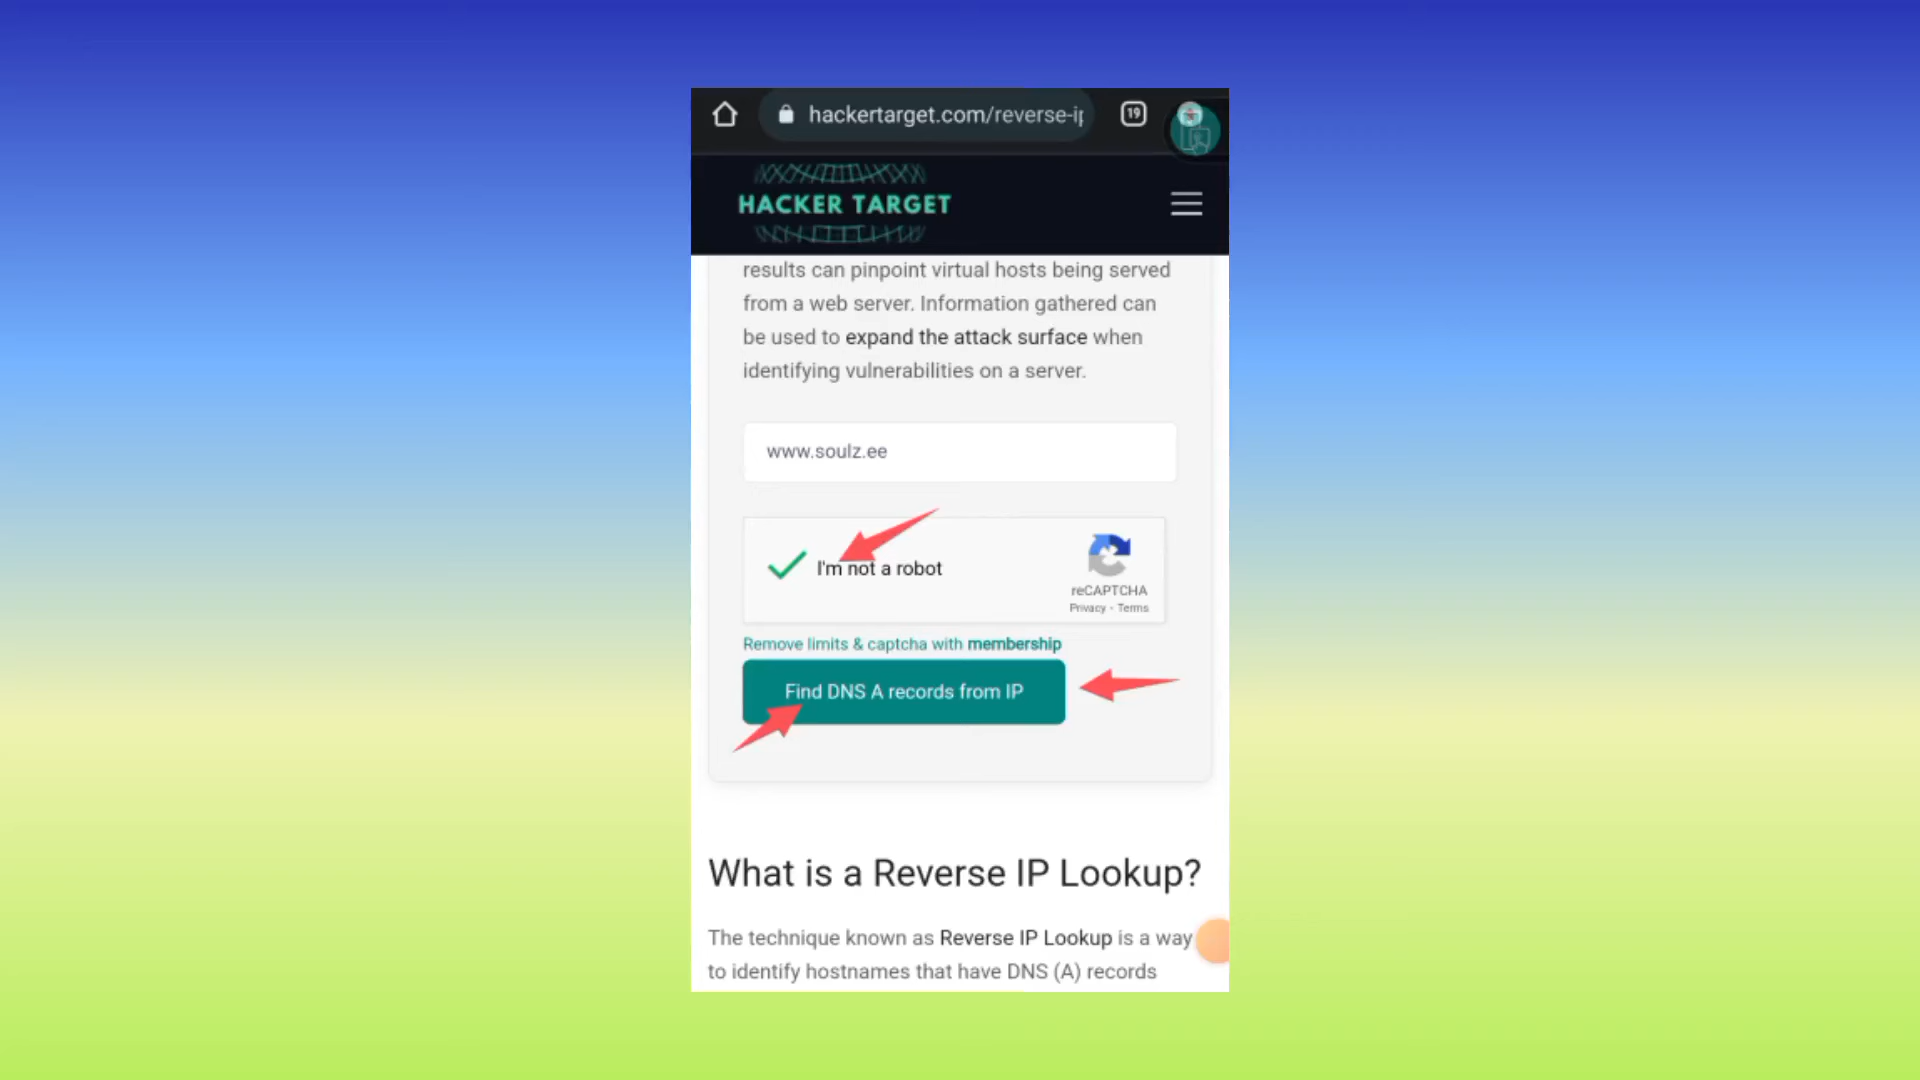 hackertarget.com/reverse-ip
19
HACKER TARGET
results can pinpoint virtual hosts being served
from a web server. Information gathered can
be used to expand the attack surface when
identifying vulnerabilities on a server.
www.soulz.ee
I'm not a robot
reCAPTCHA
Privacy - Terms
Remove limits & captcha with membership
Find DNS A records from IP
What is a Reverse IP Lookup?
The technique known as Reverse IP Lookup is a way
to identify hostnames that have DNS (A) records